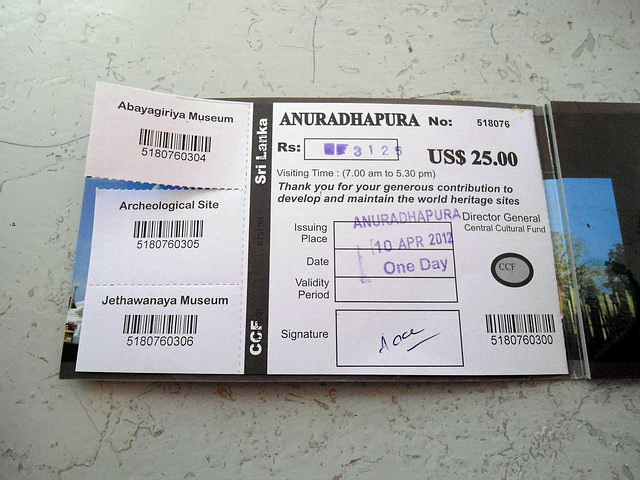 Abayagiriya Museum
5180760304
Archeological Site
5180760305
Jethawanaya Museum
5180760306
Sri Lanka
CCF
ANURADHAPURA No: 518076
Rs: 3125
US$ 25.00
Visiting Time : (7.00 am to 5.30 pm)
Thank you for your generous contribution to
develop and maintain the world heritage sites
Issuing Place
ANURADHAPURA
Director General
Central Cultural Fund
Date
10 APR 2012
Validity Period
One Day
CCF
Signature
5180760300